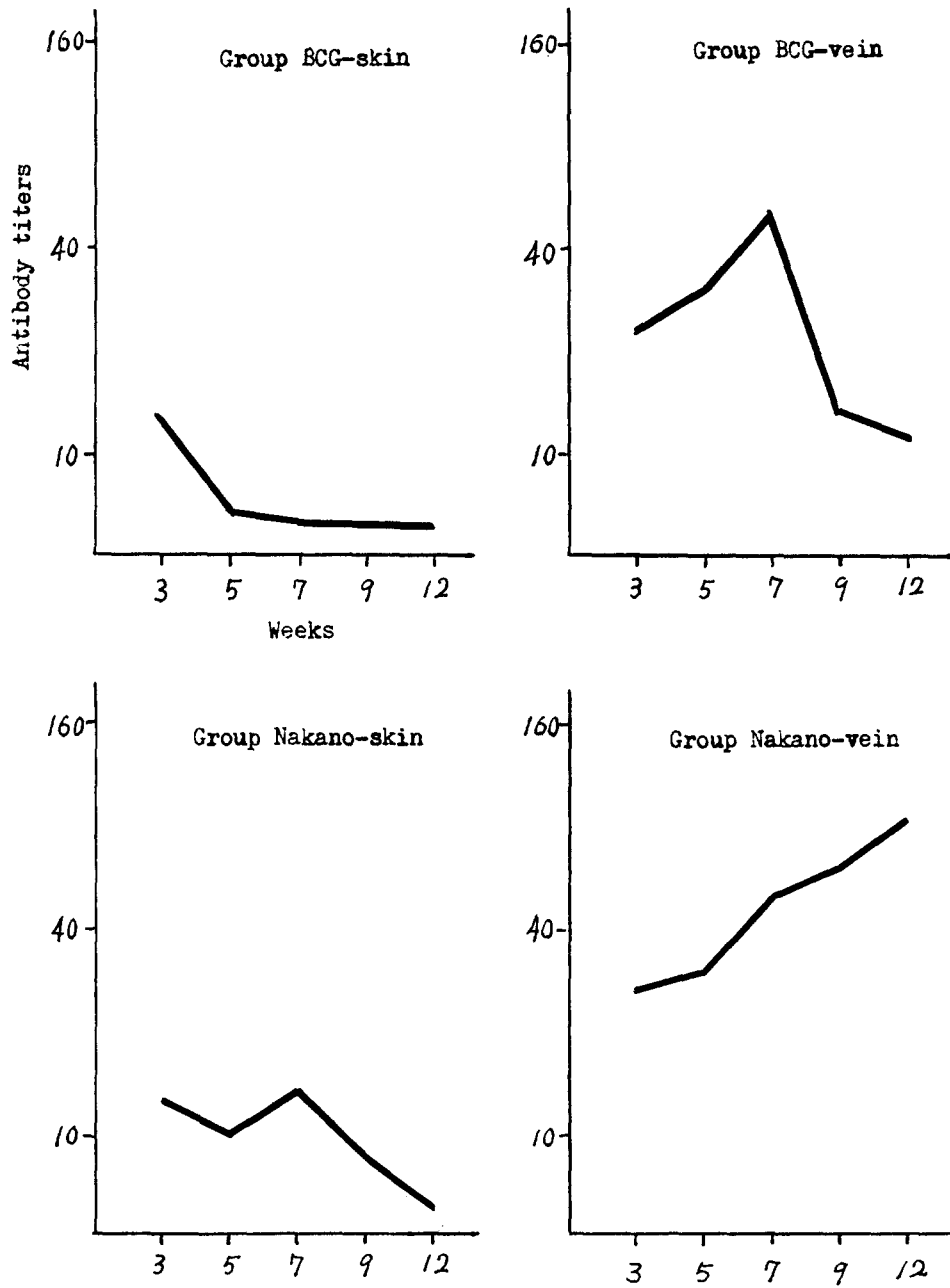 Group BCG-skin
Antibody titers
160
40
10
3 5 7 9 12
Weeks
Group BCG-vein
160
40
10
3 5 7 9 12
Group Nakano-skin
160
40
10
3 5 7 9 12
Group Nakano-vein
160
40
10
3 5 7 9 12